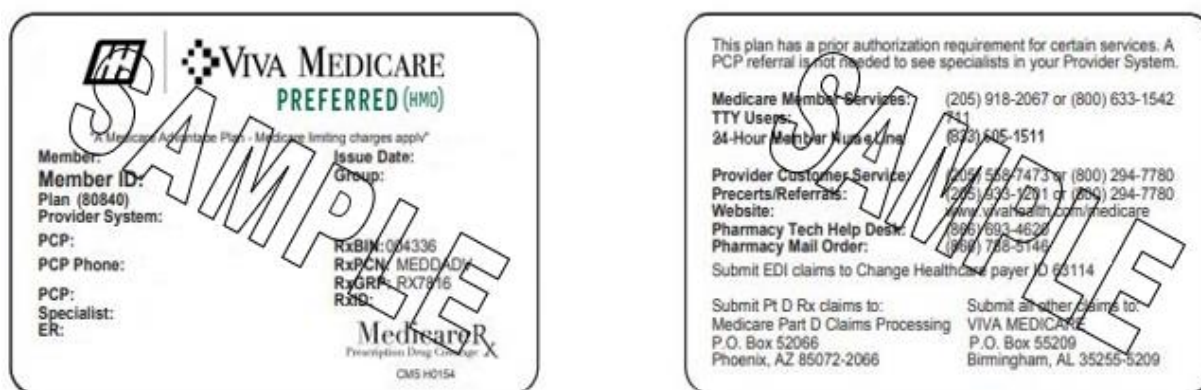 VIVA MEDICARE
PREFERRED (HMO)
"A Medicare Advantage Plan - Medicare limiting charges apply"
Member:
Member ID:
Plan (80840)
Provider System:
PCP:
PCP Phone:
PCP:
Specialist:
ER:
Issue Date:
Group:
RxBIN: 004336
RxPCN: MEDDADV
RxGRP: RX7816
RxID:
MedicareRx
Prescription Drug Coverage
CMS H0154
SAMPLE
This plan has a prior authorization requirement for certain services. A
PCP referral is not needed to see specialists in your Provider System.
Medicare Member Services: (205) 918-2067 or (800) 633-1542
TTY Users: 711
24-Hour Member Nurse Line (833) 605-1511
Provider Customer Service: (205) 558-7473 or (800) 294-7780
Precerts/Referrals: (205) 933-1201 or (800) 294-7780
Website: www.vivahealth.com/medicare
Pharmacy Tech Help Desk: (866) 693-4620
Pharmacy Mail Order: (866) 788-5146
Submit EDI claims to Change Healthcare payer ID 63114
Submit Pt D Rx claims to:
Medicare Part D Claims Processing
P.O. Box 52066
Phoenix, AZ 85072-2066
Submit all other claims to:
VIVA MEDICARE
P.O. Box 55209
Birmingham, AL 35255-5209
SAMPLE